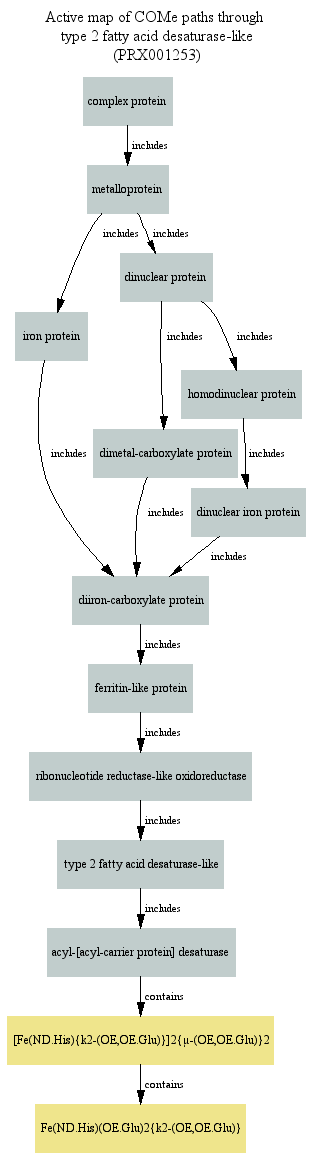 Active map of COMe paths through
type 2 fatty acid desaturase-like
(PRX001253)
complex protein
includes
metalloprotein
includes
includes
dinuclear protein
iron protein
includes
includes
homodinuclear protein
dimetal-carboxylate protein
includes
includes
dinuclear iron protein
includes
includes
diiron-carboxylate protein
includes
ferritin-like protein
includes
ribonucleotide reductase-like oxidoreductase
includes
type 2 fatty acid desaturase-like
includes
acyl-[acyl-carrier protein] desaturase
contains
[Fe(ND.His){k2-(OE,OE.Glu)}]2{μ-(OE,OE.Glu)}2
contains
Fe(ND.His)(OE.Glu)2{k2-(OE,OE.Glu)}